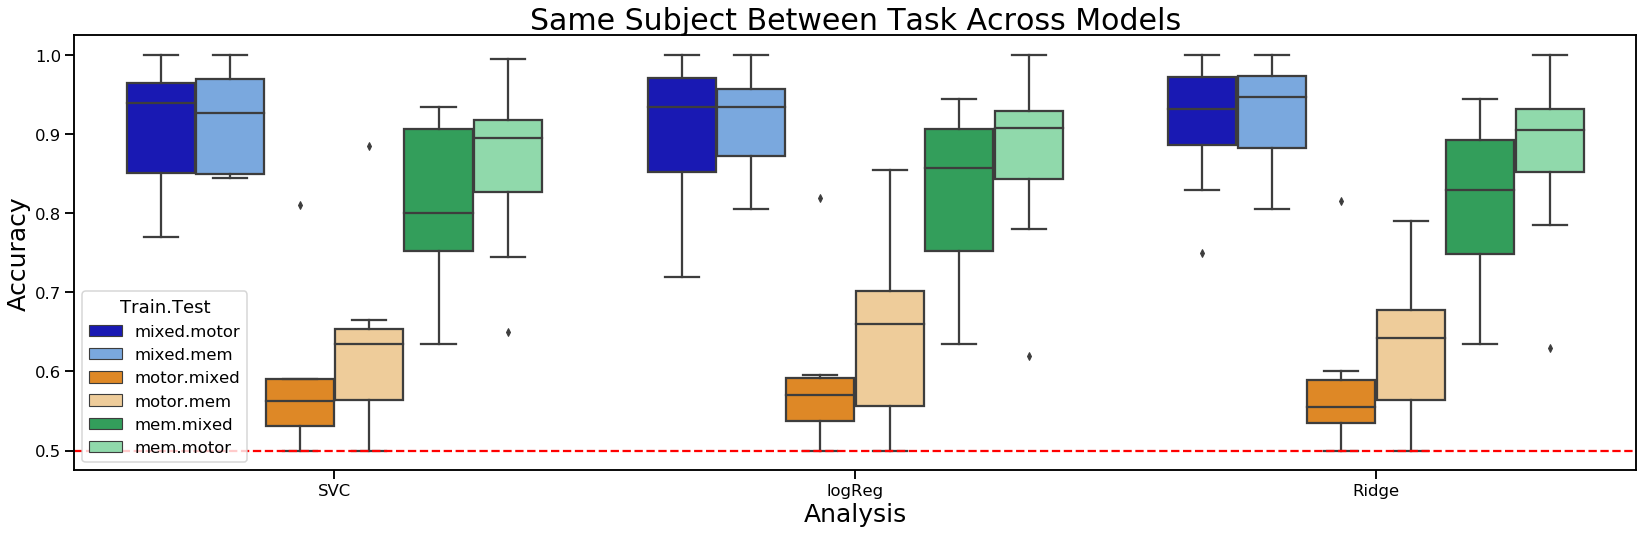 Same Subject Between Task Across Models
Accuracy
1.0
0.9
0.8
0.7
0.6
0.5
Train.Test
mixed.motor
mixed.mem
motor.mixed
motor.mem
mem.mixed
mem.motor
SVC logReg Ridge
Analysis